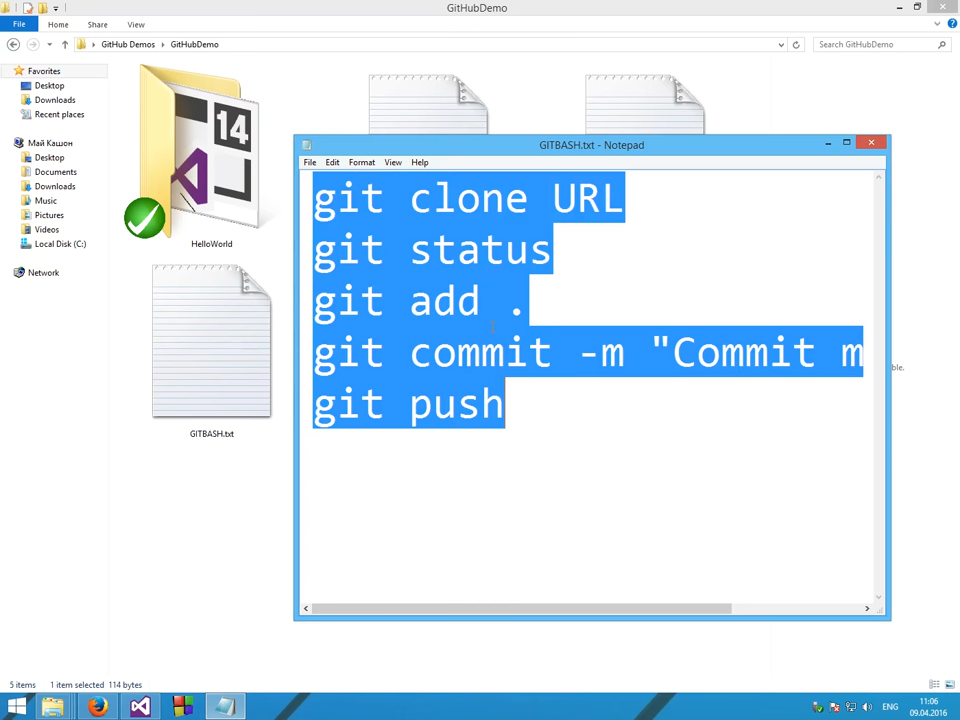 GitHubDemo
File
Home
Share
View
GitHub Demos
GitHubDemo
Search GitHubDemo
Favorites
Desktop
Downloads
Recent places
Май Кашон
Desktop
Documents
Downloads
Music
Pictures
Videos
Local Disk (C:)
Network
14
HelloWorld
GITBASH.txt
GITBASH.txt - Notepad
File
Edit
Format
View
Help
git clone URL
git status
git add .
git commit -m "Commit m
git push
ble.
5 items
1 item selected 114 bytes
ENG
11:06
09.04.2016